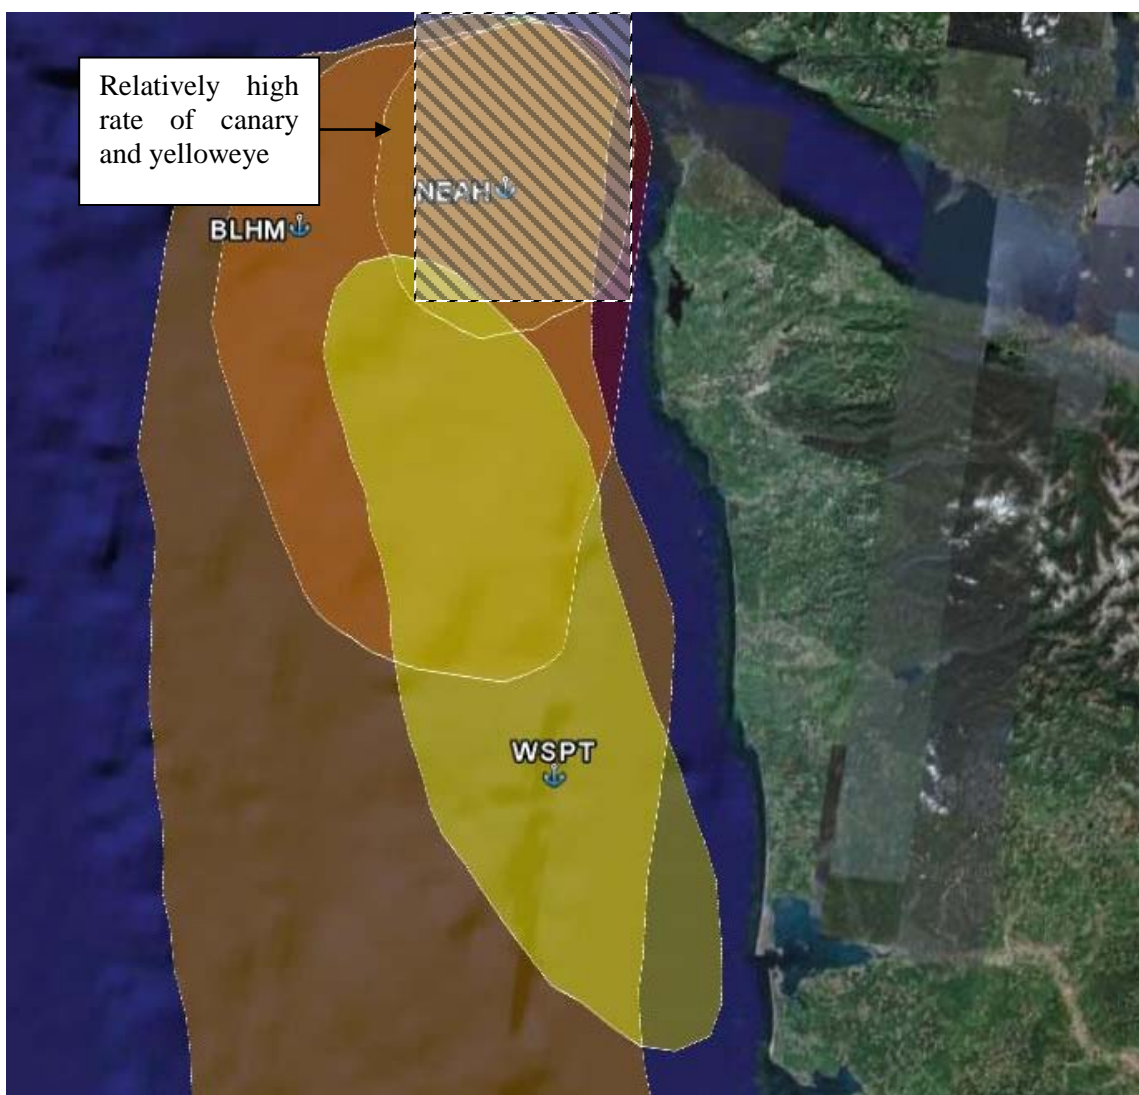 Relatively high
rate of canary
and yelloweye
NEAH
BLHM
WSPT